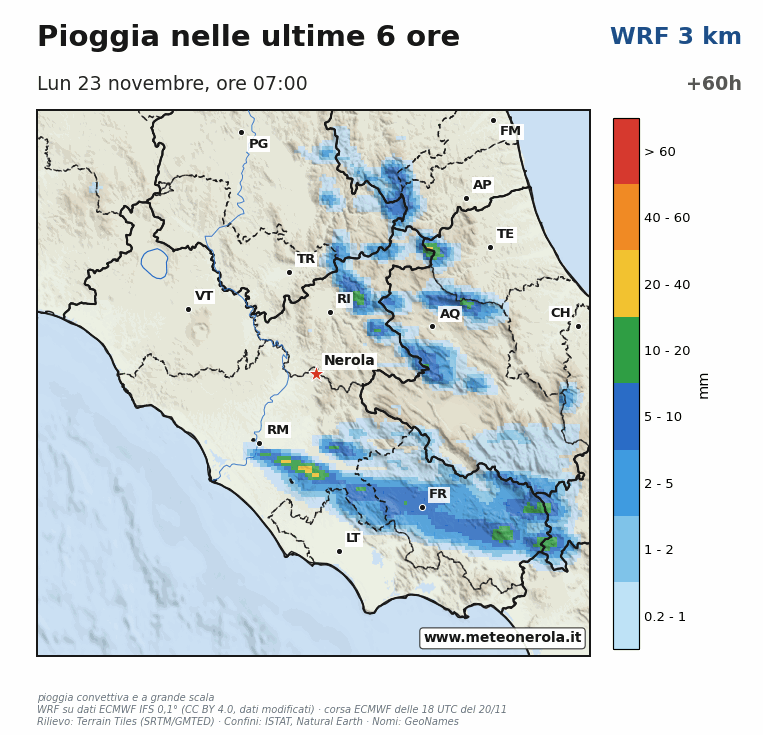 Pioggia nelle ultime 6 ore
WRF 3 km
Lun 23 novembre, ore 07:00
+60h
PG
FM
AP
TE
TR
VT
RI
AQ
CH
Nerola
RM
FR
LT
> 60
40 - 60
20 - 40
10 - 20
5 - 10
2 - 5
1 - 2
0.2 - 1
mm
www.meteonerola.it
pioggia convettiva e a grande scala
WRF su dati ECMWF IFS 0,1° (CC BY 4.0, dati modificati) · corsa ECMWF delle 18 UTC del 20/11
Rilievo: Terrain Tiles (SRTM/GMTED) · Confini: ISTAT, Natural Earth · Nomi: GeoNames